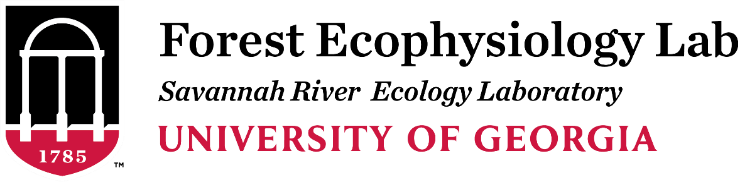 Forest Ecophysiology Lab
Savannah River Ecology Laboratory
UNIVERSITY OF GEORGIA
1785
™